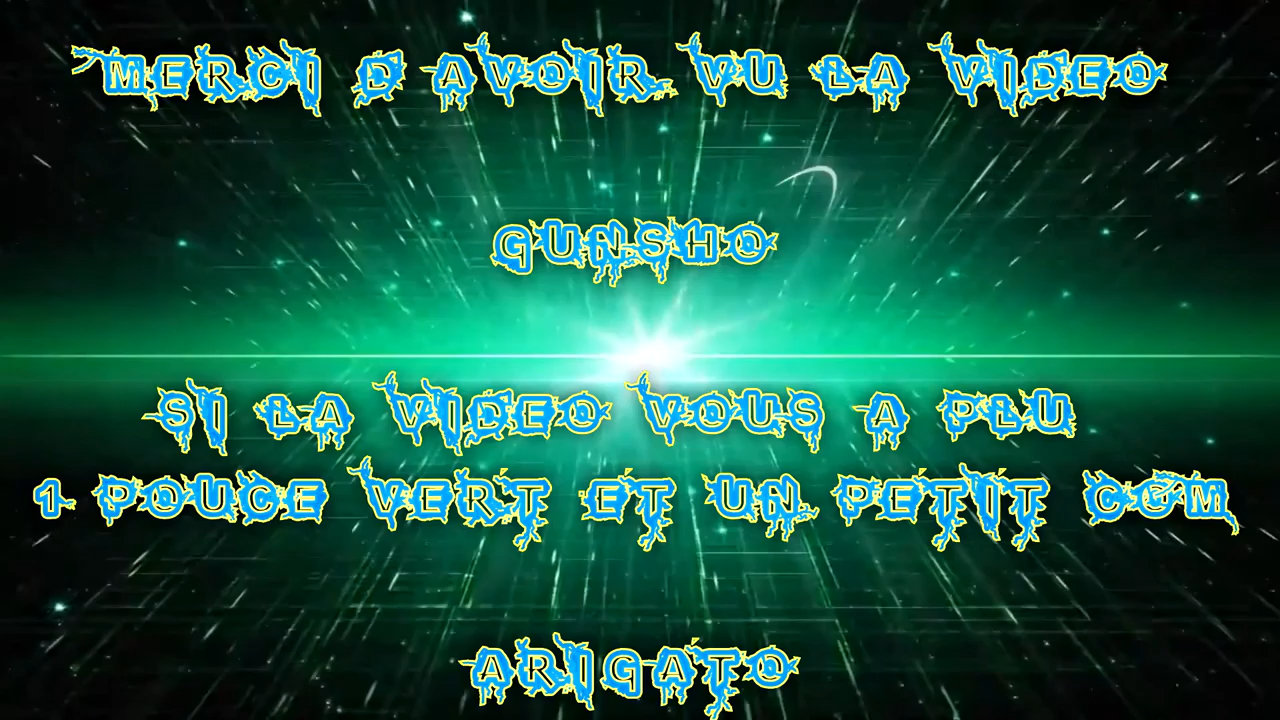 MERCI D AVOIR VU LA VIDEO
GUNSHO
SI LA VIDEO VOUS A PLU
1 POUCE VERT ET UN PETIT COM
ARIGATO